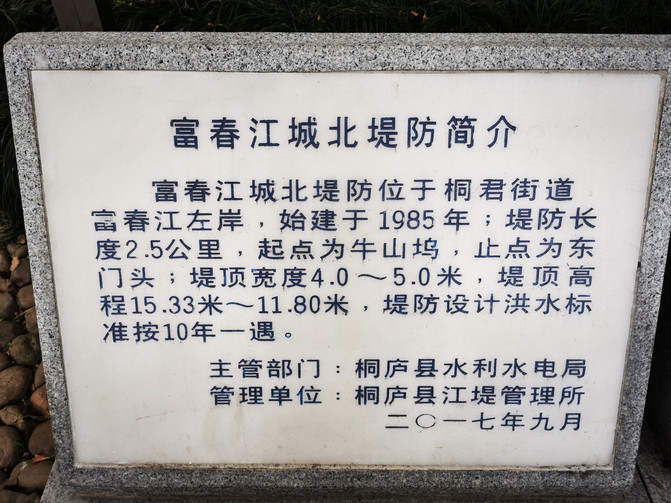 富春江城北堤防简介
富春江城北堤防位于桐君街道
富春江左岸，始建于1985年；堤防长
度2.5公里，起点为牛山坞，止点为东
门头；堤顶宽度4.0～5.0米，堤顶高
程15.33米～11.80米，堤防设计洪水标
准按10年一遇。
主管部门：桐庐县水利水电局
管理单位：桐庐县江堤管理所
二〇一七年九月